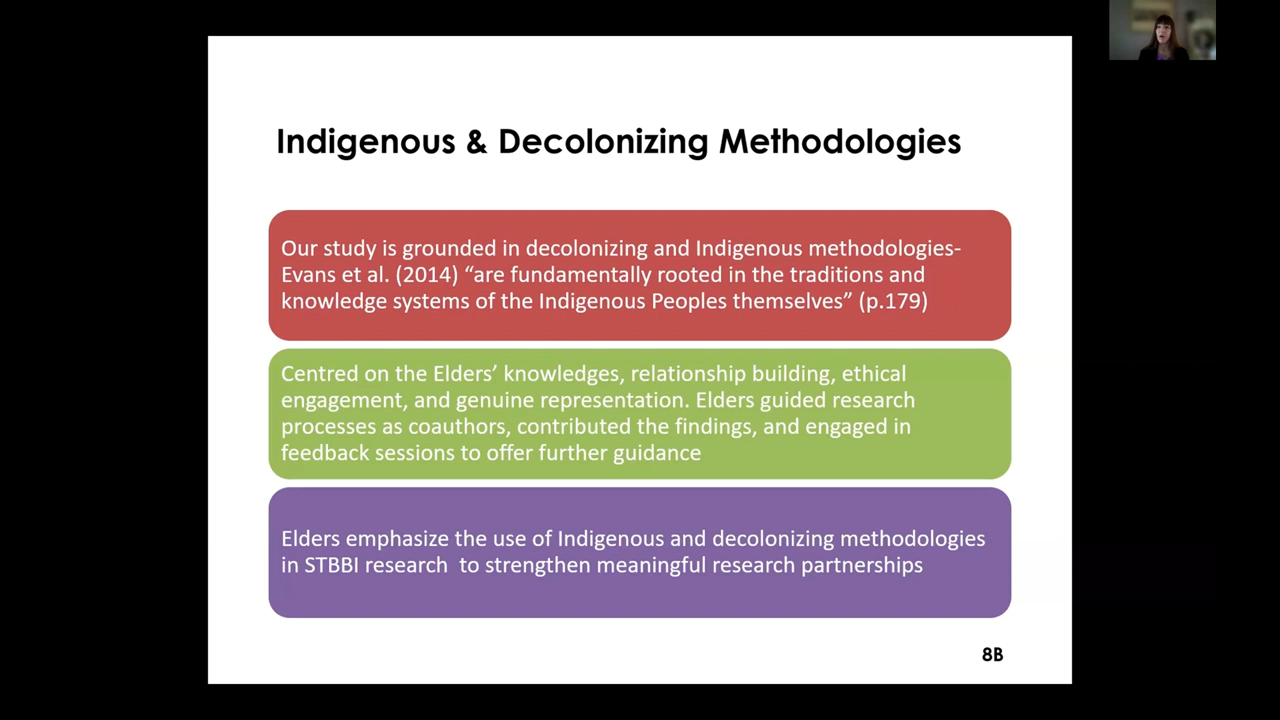 Indigenous & Decolonizing Methodologies
Our study is grounded in decolonizing and Indigenous methodologies-
Evans et al. (2014) “are fundamentally rooted in the traditions and
knowledge systems of the Indigenous Peoples themselves” (p.179)
Centred on the Elders’ knowledges, relationship building, ethical
engagement, and genuine representation. Elders guided research
processes as coauthors, contributed the findings, and engaged in
feedback sessions to offer further guidance
Elders emphasize the use of Indigenous and decolonizing methodologies
in STBBI research  to strengthen meaningful research partnerships
8B